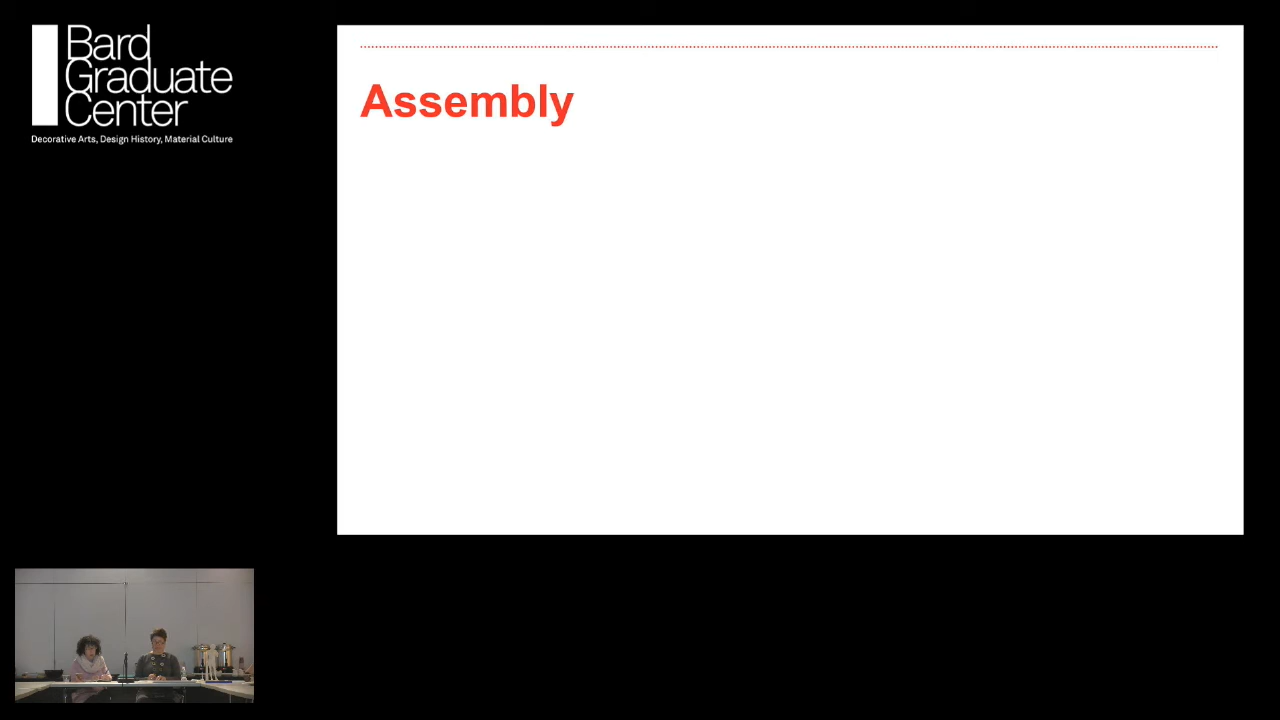 Bard
Graduate
Center
Decorative Arts, Design History, Material Culture
Assembly